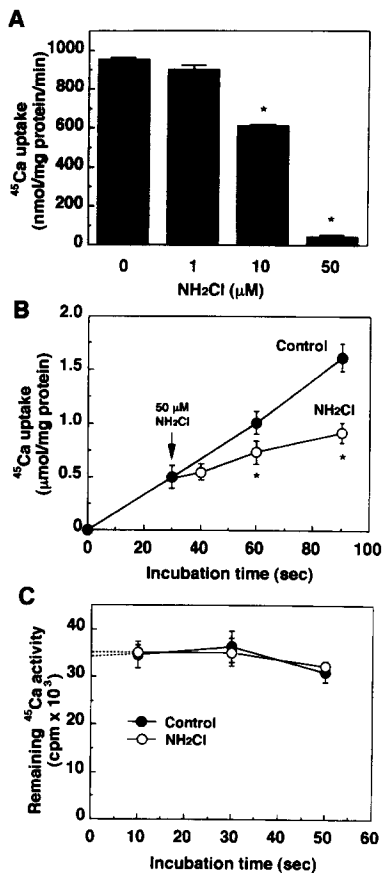 A
⁴⁵Ca uptake
(nmol/mg protein/min)
1000
800
600
400
200
0
*
*
0 1 10 50
NH₂Cl (μM)
B
⁴⁵Ca uptake
(μmol/mg protein)
2.0
1.5
1.0
0.5
0
Control
50 μM
NH₂Cl
NH₂Cl
*
*
0 20 40 60 80 100
Incubation time (sec)
C
Remaining ⁴⁵Ca activity
(cpm x 10³)
40
30
20
10
0
Control
NH₂Cl
0 10 20 30 40 50 60
Incubation time (sec)